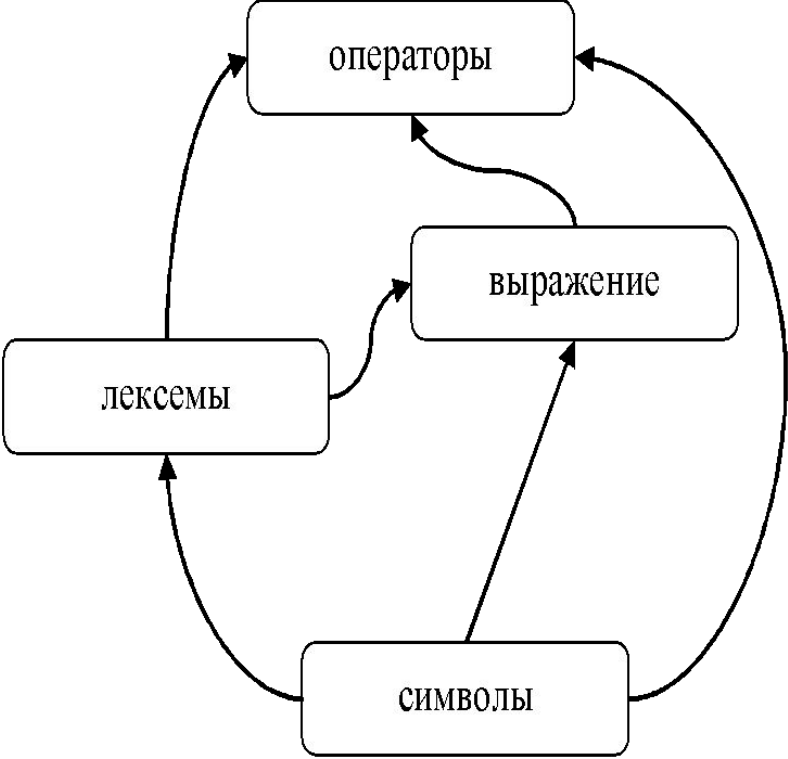 операторы
выражение
лексемы
символы